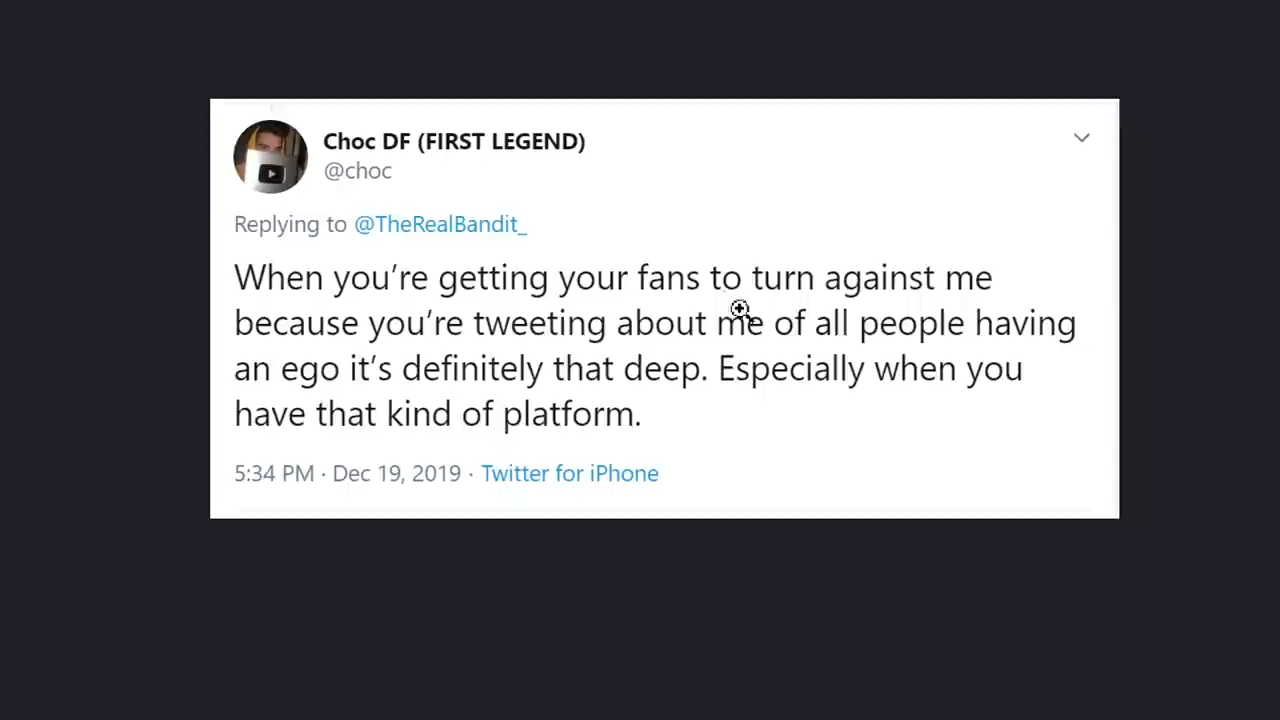 Choc DF (FIRST LEGEND)
@choc
Replying to @TheRealBandit_
When you’re getting your fans to turn against me
because you’re tweeting about me of all people having
an ego it’s definitely that deep. Especially when you
have that kind of platform.
5:34 PM · Dec 19, 2019 · Twitter for iPhone